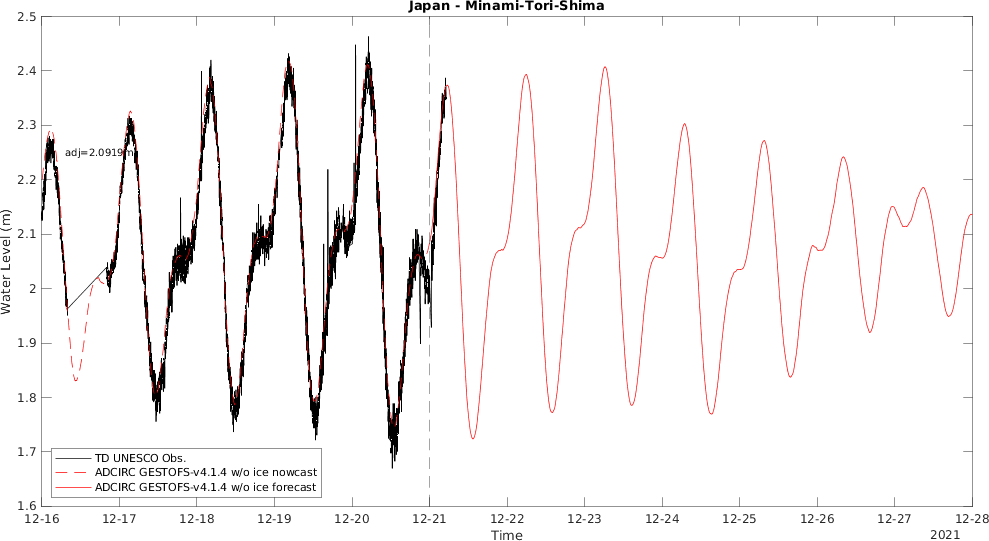 Japan - Minami-Tori-Shima
2.5
2.4
2.3
2.2
2.1
2
1.9
1.8
1.7
1.6
Water Level (m)
adj=2.0919m
TD UNESCO Obs.
ADCIRC GESTOFS-v4.1.4 w/o ice nowcast
ADCIRC GESTOFS-v4.1.4 w/o ice forecast
12-16 12-17 12-18 12-19 12-20 12-21 12-22 12-23 12-24 12-25 12-26 12-27 12-28
Time
2021